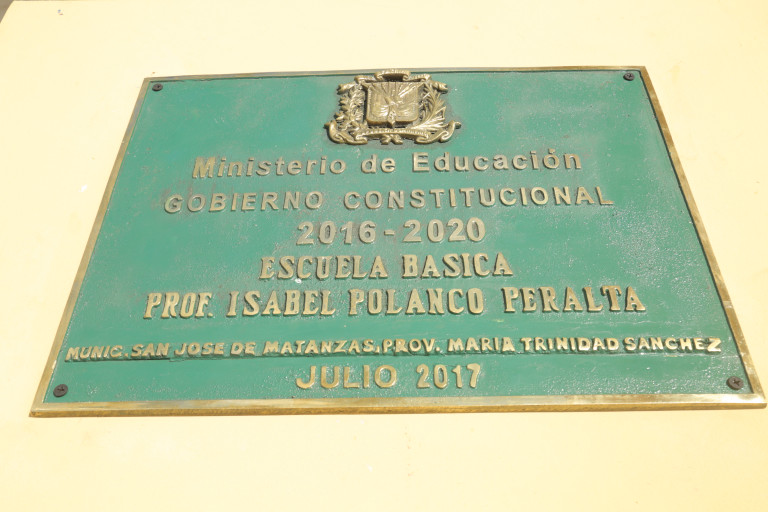 Ministerio de Educación
GOBIERNO CONSTITUCIONAL
2016 - 2020
ESCUELA BASICA
PROF. ISABEL POLANCO PERALTA
MUNIC. SAN JOSE DE MATANZAS, PROV. MARIA TRINIDAD SANCHEZ
JULIO 2017